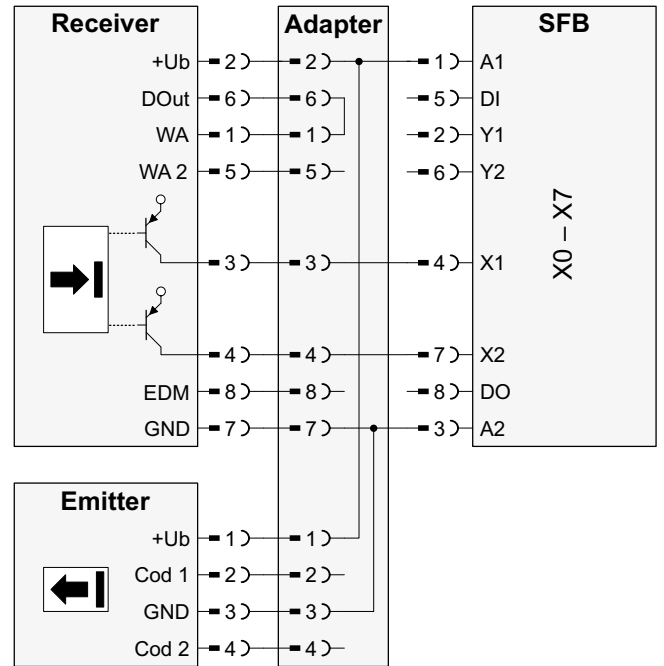 Receiver Adapter SFB
+Ub 2 2 1 A1
DOut 6 6 5 DI
WA 1 1 2 Y1
WA 2 5 5 6 Y2
X0 – X7
3 3 4 X1
4 4 7 X2
EDM 8 8 8 DO
GND 7 7 3 A2
Emitter
+Ub 1 1
Cod 1 2 2
GND 3 3
Cod 2 4 4